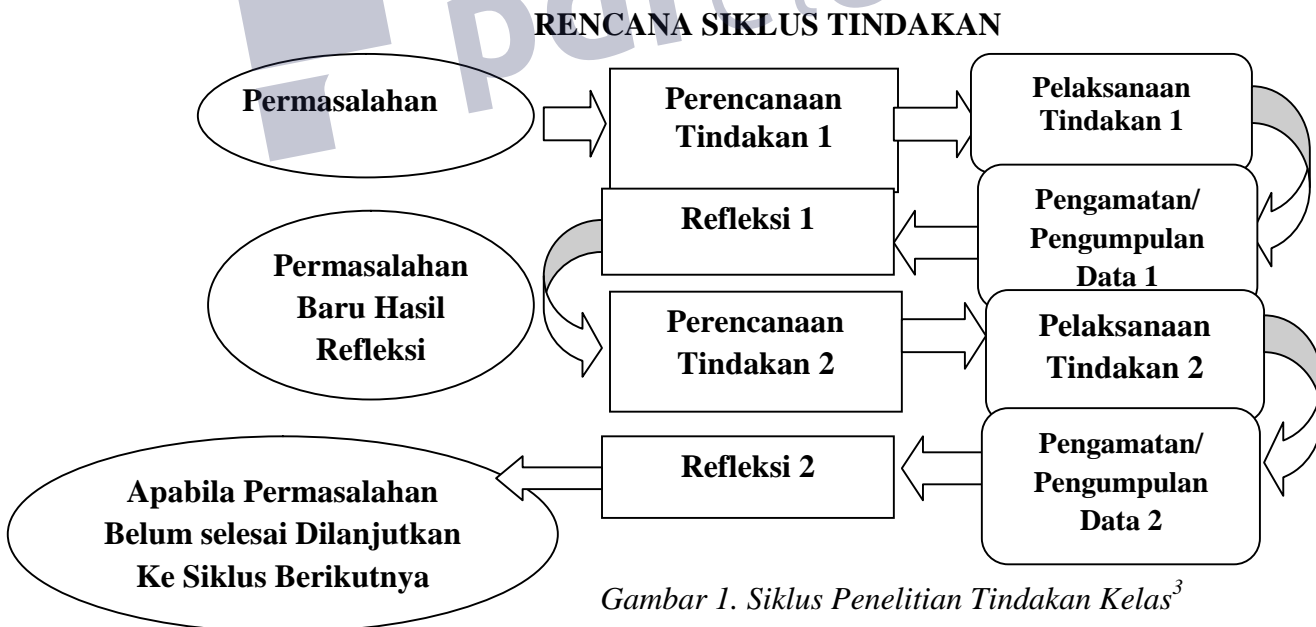 RENCANA SIKLUS TINDAKAN
Permasalahan
Perencanaan
Tindakan 1
Pelaksanaan
Tindakan 1
Refleksi 1
Pengamatan/
Pengumpulan
Data 1
Permasalahan
Baru Hasil
Refleksi
Perencanaan
Tindakan 2
Pelaksanaan
Tindakan 2
Apabila Permasalahan
Belum selesai Dilanjutkan
Ke Siklus Berikutnya
Refleksi 2
Pengamatan/
Pengumpulan
Data 2
Gambar 1. Siklus Penelitian Tindakan Kelas³